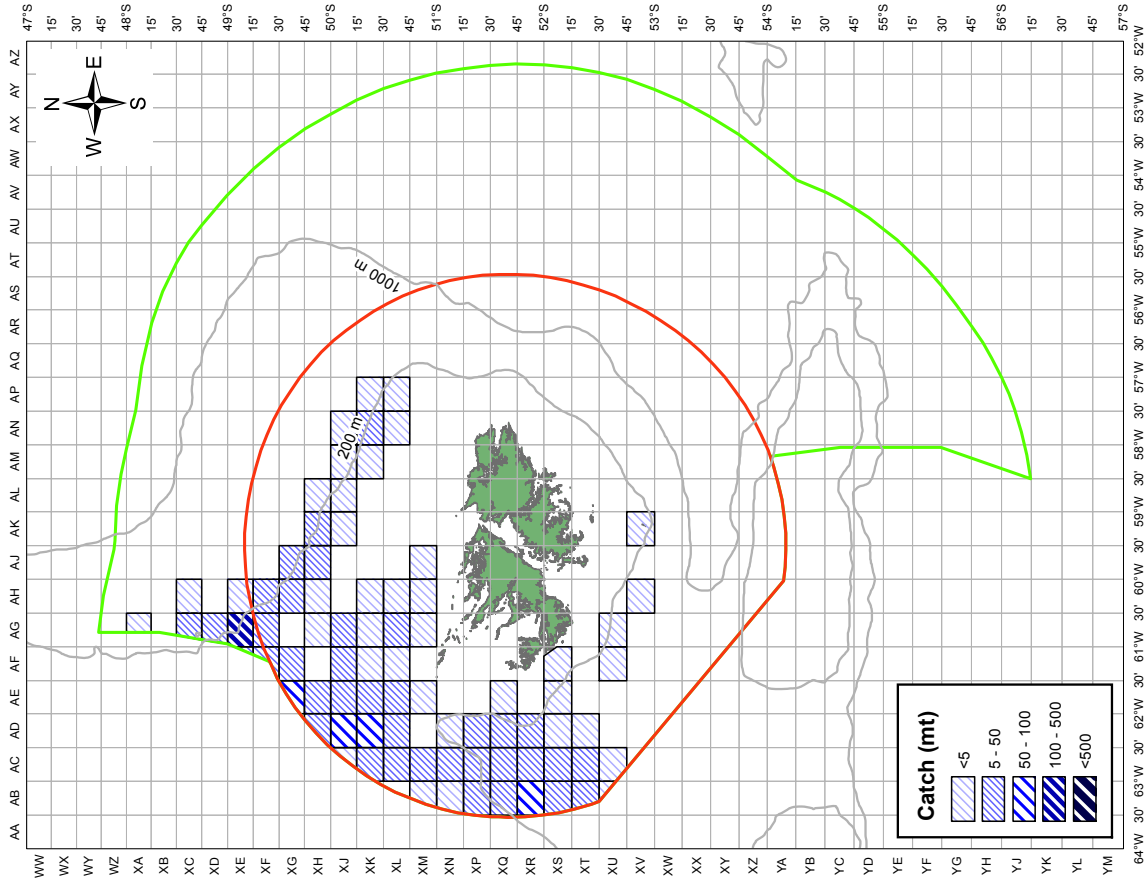 47°S
15'
30'
45'
48°S
15'
30'
45'
49°S
15'
30'
45'
50°S
15'
30'
45'
51°S
15'
30'
45'
52°S
15'
30'
45'
53°S
15'
30'
45'
54°S
15'
30'
45'
55°S
15'
30'
45'
56°S
15'
30'
45'
57°S
AA AB AC AD AE AF AG AH AJ AK AL AM AN AP AQ AR AS AT AU AV AW AX AY AZ
64°W 30' 63°W 30' 62°W 30' 61°W 30' 60°W 30' 59°W 30' 58°W 30' 57°W 30' 56°W 30' 55°W 30' 54°W 30' 53°W 30' 52°W
WW
WX
WY
WZ
XA
XB
XC
XD
XE
XF
XG
XH
XJ
XK
XL
XM
XN
XP
XQ
XR
XS
XT
XU
XV
XW
XX
XY
XZ
YA
YB
YC
YD
YE
YF
YG
YH
YJ
YK
YL
YM
N
W E
S
1000 m
200 m
Catch (mt)
<5
5 - 50
50 - 100
100 - 500
<500